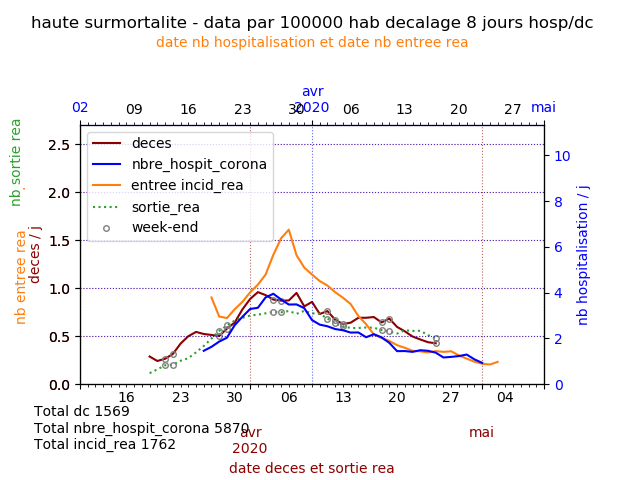 haute surmortalite - data par 100000 hab decalage 8 jours hosp/dc
date nb hospitalisation et date nb entree rea
avr
2020
02 09 16 23 30 06 13 20 27 mai
nb sortie rea
nb entree rea
deces / j
2.5
2.0
1.5
1.0
0.5
0.0
deces
nbre_hospit_corona
entree incid_rea
sortie_rea
week-end
10
8
6
4
2
0
nb hospitalisation / j
16 23 30 06 13 20 27 04
Total dc 1569
Total nbre_hospit_corona 5870
Total incid_rea 1762
avr
2020
mai
date deces et sortie rea